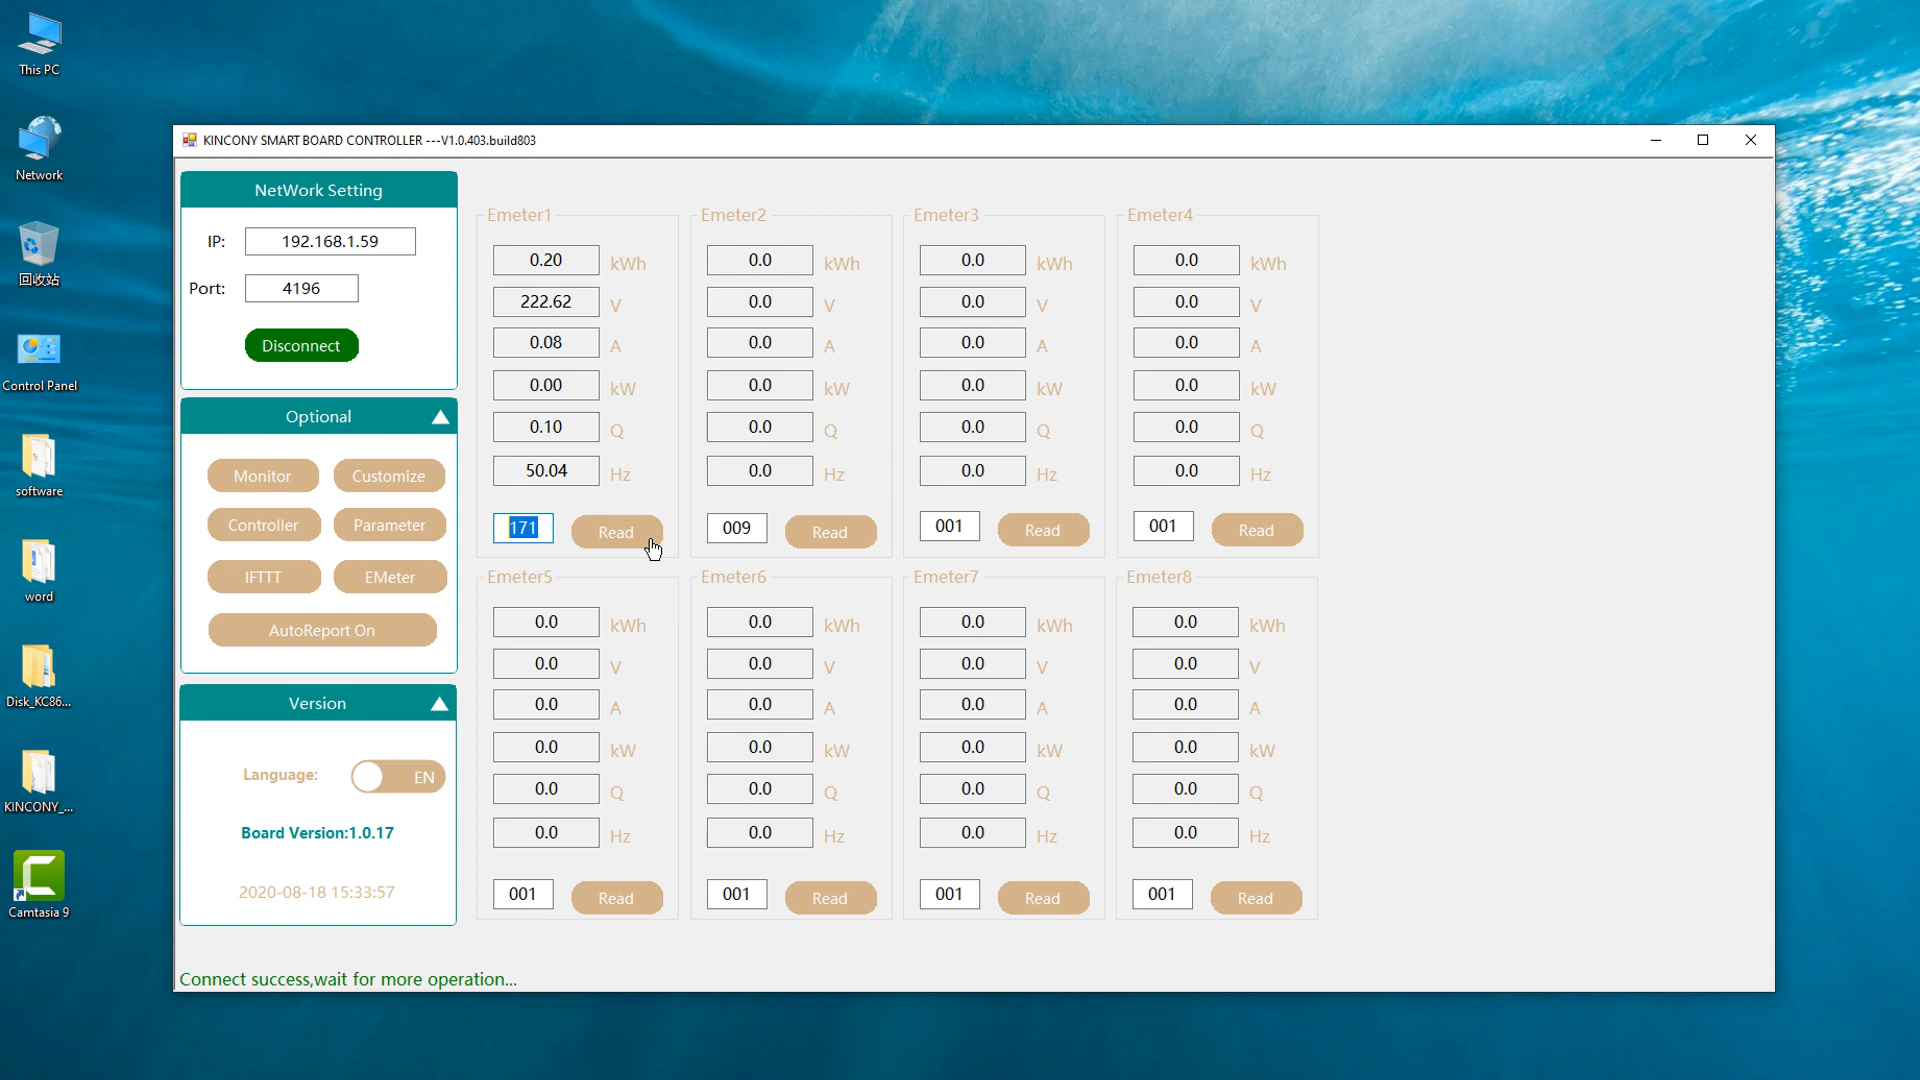 This PC
Network
回收站
Control Panel
software
word
Disk_KC86...
KINCONY_...
Camtasia 9
KINCONY SMART BOARD CONTROLLER ---V1.0.403.build803
NetWork Setting
IP: 192.168.1.59
Port: 4196
Disconnect
Optional
Monitor Customize
Controller Parameter
IFTTT EMeter
AutoReport On
Version
Language: EN
Board Version:1.0.17
2020-08-18 15:33:57
Emeter1
0.20 kWh
222.62 V
0.08 A
0.00 kW
0.10 Q
50.04 Hz
171 Read
Emeter2
0.0 kWh
0.0 V
0.0 A
0.0 kW
0.0 Q
0.0 Hz
009 Read
Emeter3
0.0 kWh
0.0 V
0.0 A
0.0 kW
0.0 Q
0.0 Hz
001 Read
Emeter4
0.0 kWh
0.0 V
0.0 A
0.0 kW
0.0 Q
0.0 Hz
001 Read
Emeter5
0.0 kWh
0.0 V
0.0 A
0.0 kW
0.0 Q
0.0 Hz
001 Read
Emeter6
0.0 kWh
0.0 V
0.0 A
0.0 kW
0.0 Q
0.0 Hz
001 Read
Emeter7
0.0 kWh
0.0 V
0.0 A
0.0 kW
0.0 Q
0.0 Hz
001 Read
Emeter8
0.0 kWh
0.0 V
0.0 A
0.0 kW
0.0 Q
0.0 Hz
001 Read
Connect success,wait for more operation...